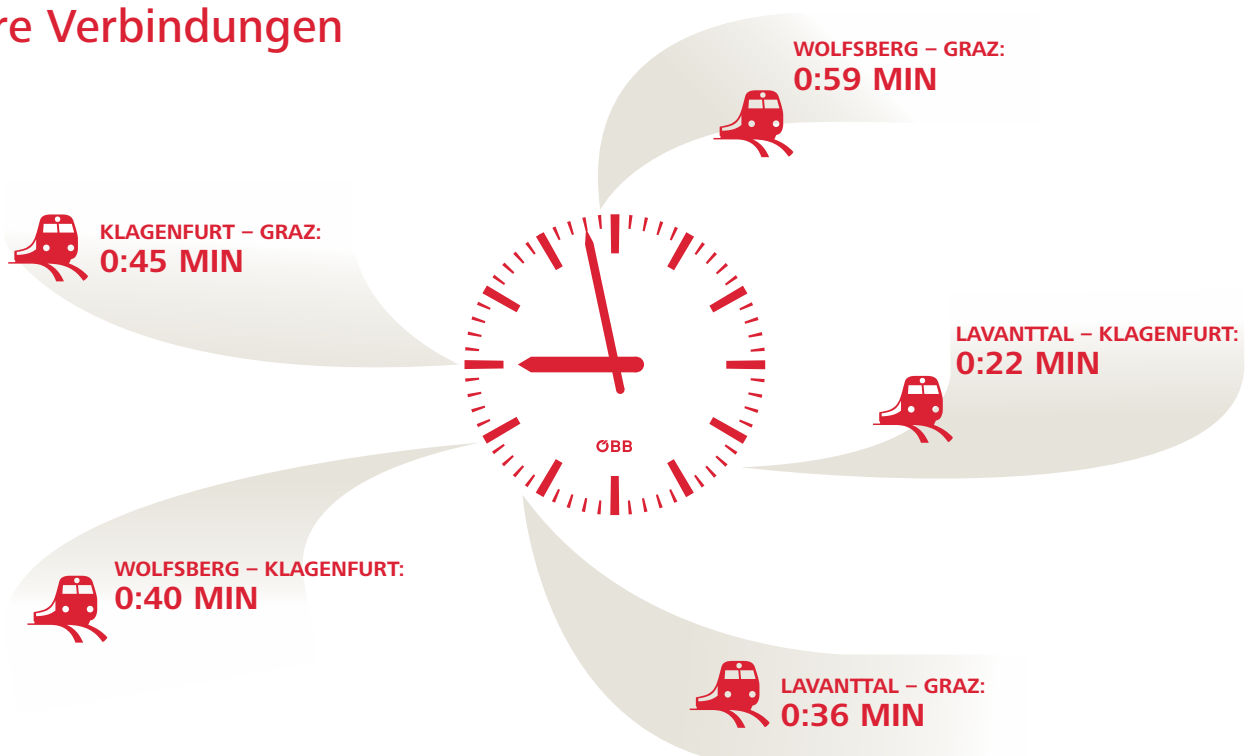 Verbindungen
WOLFSBERG – GRAZ:
0:59 MIN
KLAGENFURT – GRAZ:
0:45 MIN
LAVANTTAL – KLAGENFURT:
0:22 MIN
ÖBB
WOLFSBERG – KLAGENFURT:
0:40 MIN
LAVANTTAL – GRAZ:
0:36 MIN